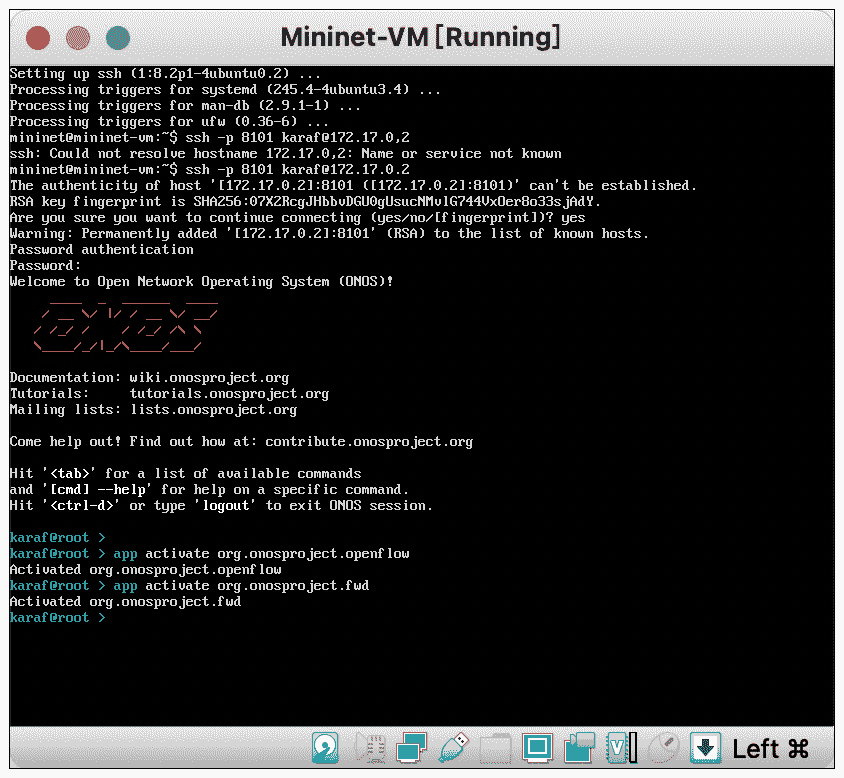 Mininet-VM [Running]
Setting up ssh (1:8.2p1-4ubuntu0.2) ...
Processing triggers for systemd (245.4-4ubuntu3.4) ...
Processing triggers for man-db (2.9.1-1) ...
Processing triggers for ufw (0.36-6) ...
mininet@mininet-vm:~$ ssh -p 8101 karaf@172.17.0,2
ssh: Could not resolve hostname 172.17.0,2: Name or service not known
mininet@mininet-vm:~$ ssh -p 8101 karaf@172.17.0.2
The authenticity of host '[172.17.0.2]:8101 ([172.17.0.2]:8101)' can't be established.
RSA key fingerprint is SHA256:07X2RcgJHbbvDGU0gUsucNMvlG744VxOer8o33sjAdY.
Are you sure you want to continue connecting (yes/no/[fingerprint])? yes
Warning: Permanently added '[172.17.0.2]:8101' (RSA) to the list of known hosts.
Password authentication
Password:
Welcome to Open Network Operating System (ONOS)!
onos
Documentation: wiki.onosproject.org
Tutorials: tutorials.onosproject.org
Mailing lists: lists.onosproject.org
Come help out! Find out how at: contribute.onosproject.org
Hit '<tab>' for a list of available commands
and '[cmd] --help' for help on a specific command.
Hit '<ctrl-d>' or type 'logout' to exit ONOS session.
karaf@root >
karaf@root > app activate org.onosproject.openflow
Activated org.onosproject.openflow
karaf@root > app activate org.onosproject.fwd
Activated org.onosproject.fwd
karaf@root >
Left ⌘